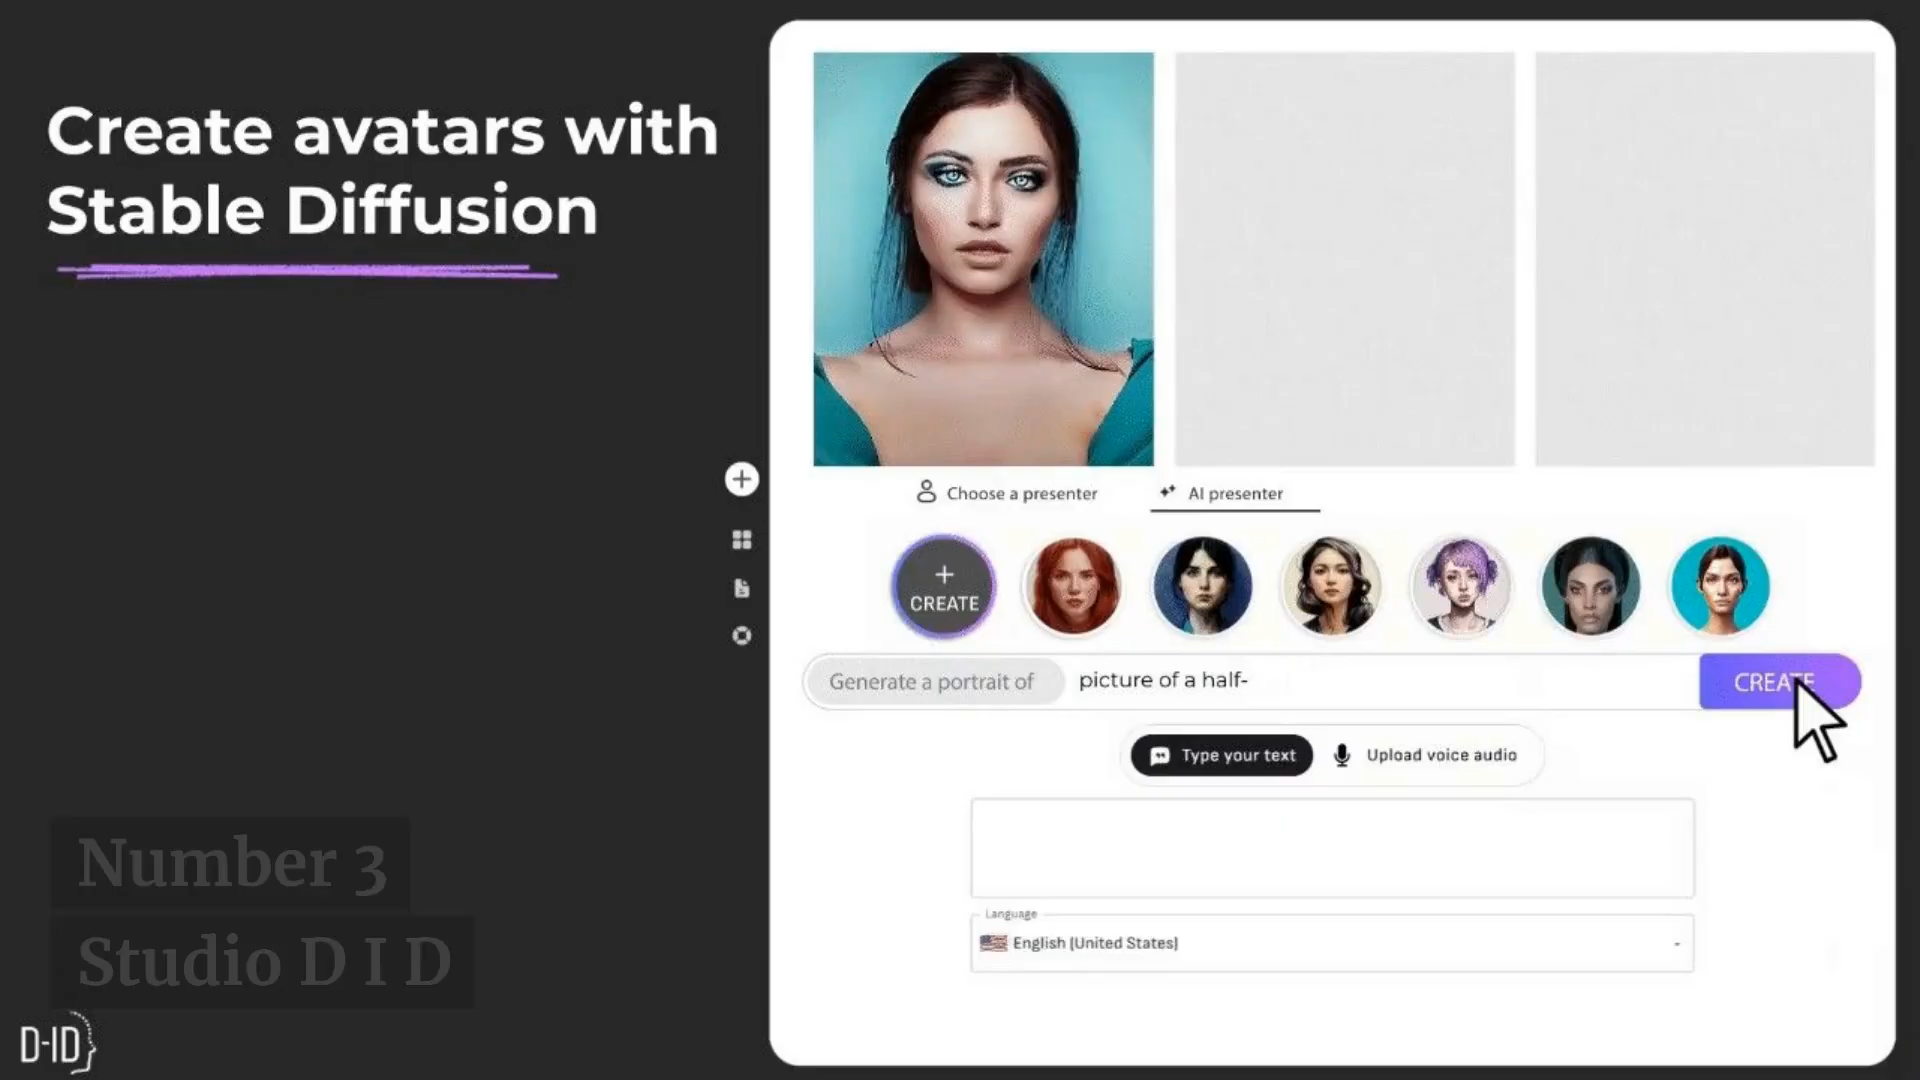 Create avatars with
Stable Diffusion
Choose a presenter
AI presenter
+
CREATE
Generate a portrait of
picture of a half-
CREATE
Type your text
Upload voice audio
Language
English (United States)
Number 3
Studio D I D
D-ID